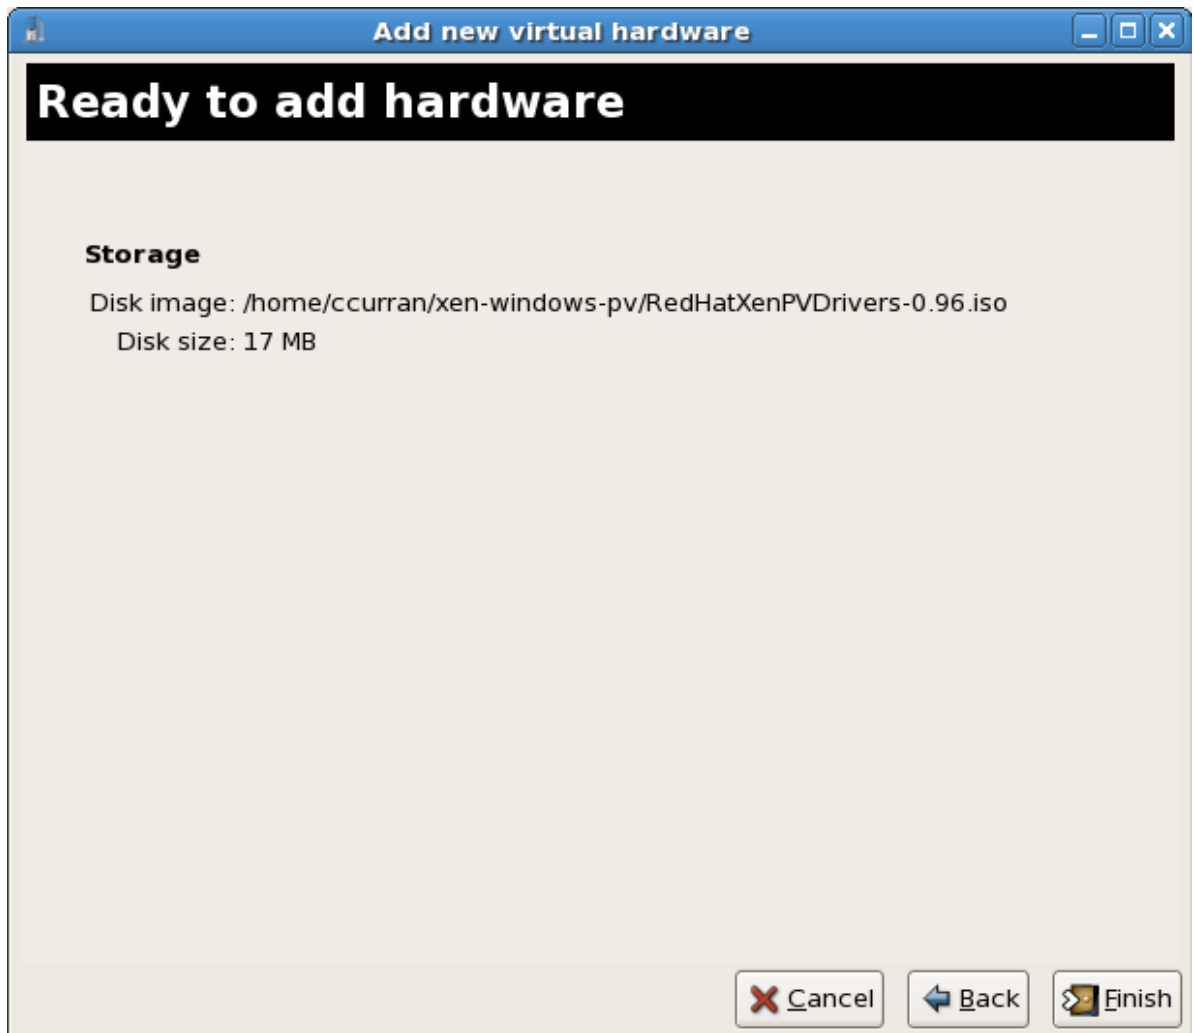 Add new virtual hardware
Ready to add hardware
Storage
Disk image: /home/ccurran/xen-windows-pv/RedHatXenPVDrivers-0.96.iso
Disk size: 17 MB
Cancel Back Finish